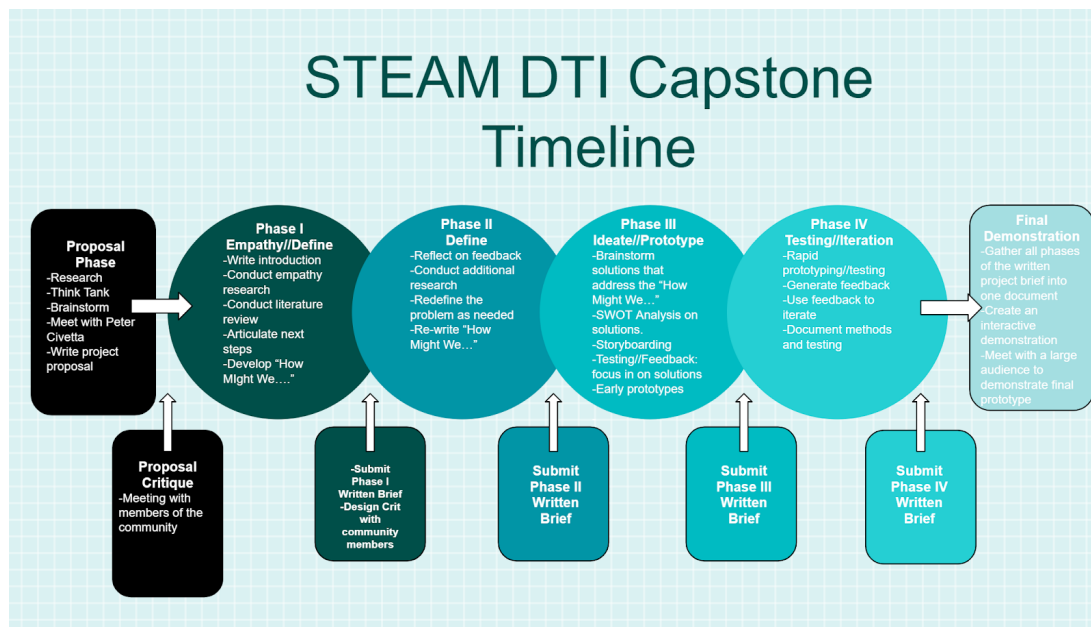 STEAM DTI Capstone
Timeline
Proposal
Phase
-Research
-Think Tank
-Brainstorm
-Meet with Peter
Civetta
-Write project
proposal
Phase I
Empathy//Define
-Write introduction
-Conduct empathy
research
-Conduct literature
review
-Articulate next
steps
-Develop “How
MIght We....”
Phase II
Define
-Reflect on feedback
-Conduct additional
research
-Redefine the
problem as needed
-Re-write “How
Might We…”
Phase III
Ideate//Prototype
-Brainstorm
solutions that
address the “How
Might We…”
-SWOT Analysis on
solutions.
-Storyboarding
-Testing//Feedback:
focus in on solutions
-Early prototypes
Phase IV
Testing//Iteration
-Rapid
prototyping//testing
-Generate feedback
-Use feedback to
iterate
-Document methods
and testing
Final
Demonstration
-Gather all phases
of the written
project brief into
one document
-Create an
interactive
demonstration
-Meet with a large
audience to
demonstrate final
prototype
Proposal
Critique
-Meeting with
members of the
community
-Submit
Phase I
Written Brief
-Design Crit
with
community
members
Submit
Phase II
Written
Brief
Submit
Phase III
Written
Brief
Submit
Phase IV
Written
Brief